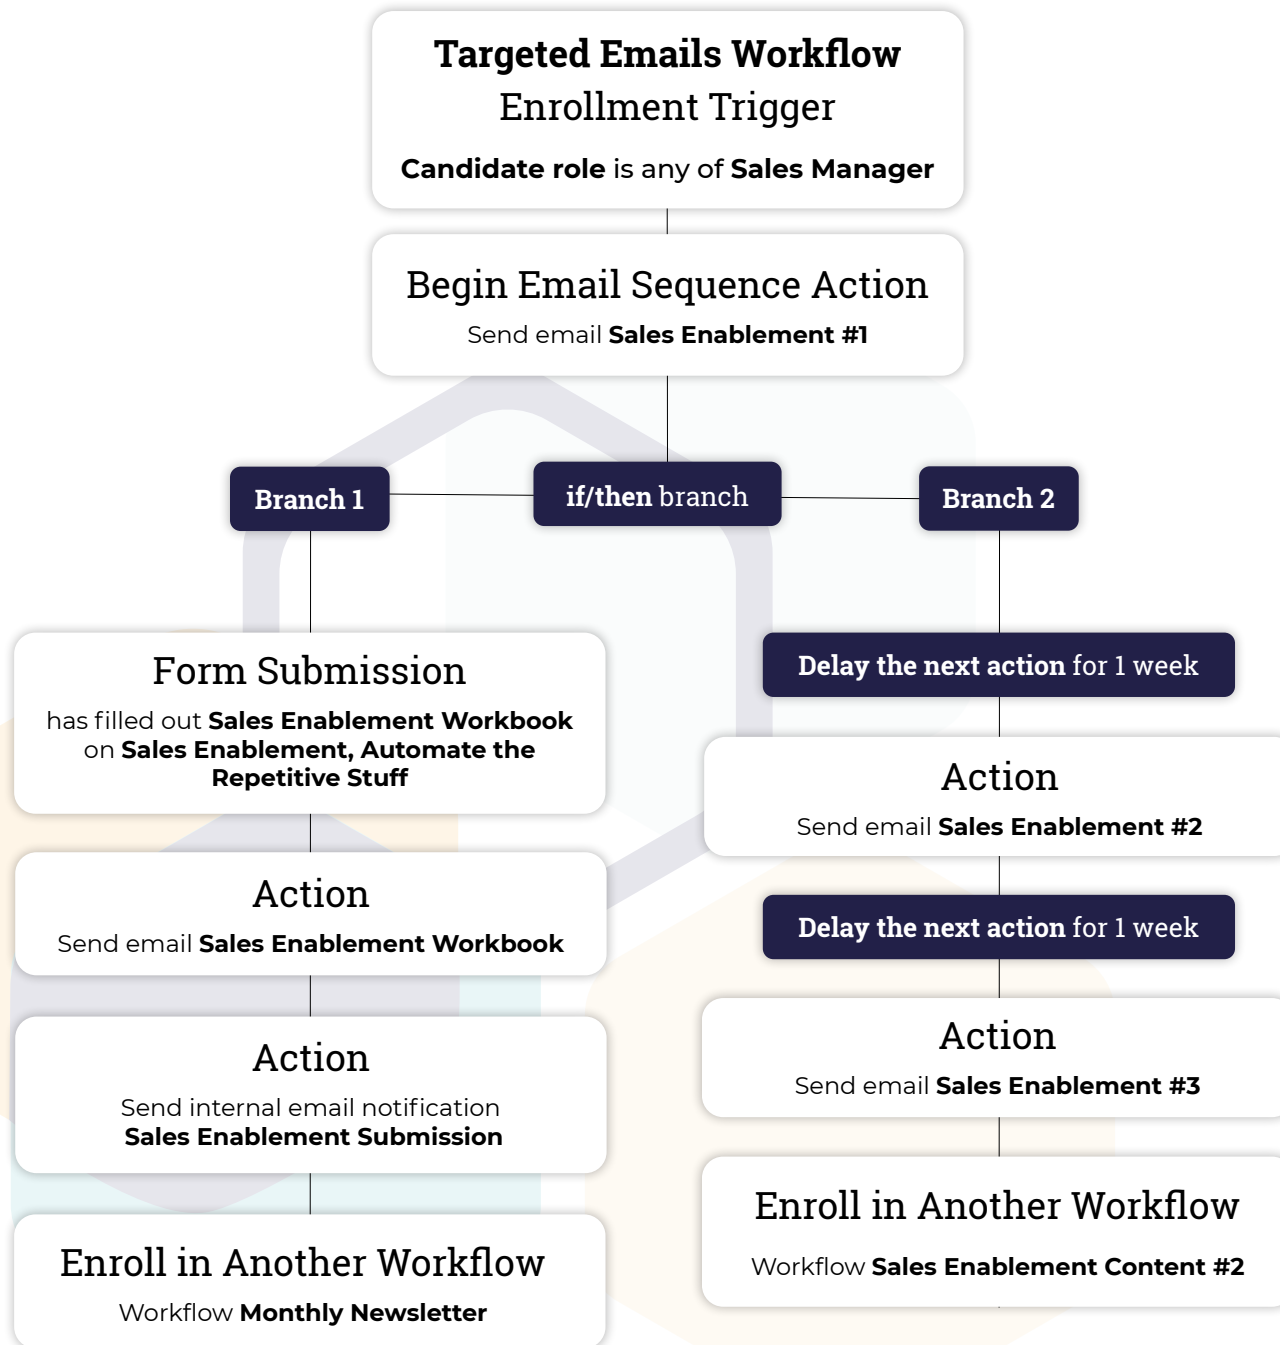 Targeted Emails Workflow
Enrollment Trigger
Candidate role is any of Sales Manager
Begin Email Sequence Action
Send email Sales Enablement #1
Branch 1
if/then branch
Branch 2
Form Submission
has filled out Sales Enablement Workbook
on Sales Enablement, Automate the
Repetitive Stuff
Action
Send email Sales Enablement Workbook
Action
Send internal email notification
Sales Enablement Submission
Enroll in Another Workflow
Workflow Monthly Newsletter
Delay the next action for 1 week
Action
Send email Sales Enablement #2
Delay the next action for 1 week
Action
Send email Sales Enablement #3
Enroll in Another Workflow
Workflow Sales Enablement Content #2